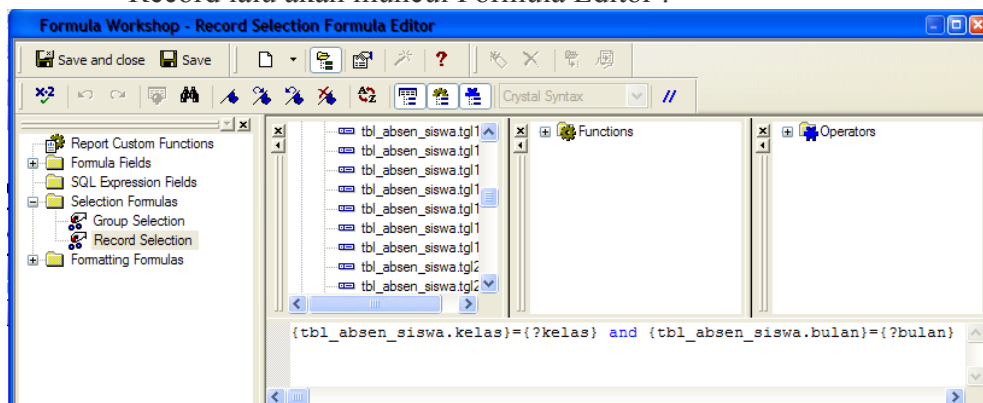 Record lalu akan muncul Formula Editor :
Formula Workshop - Record Selection Formula Editor
Save and close Save
Crystal Syntax
Report Custom Functions
Formula Fields
SQL Expression Fields
Selection Formulas
Group Selection
Record Selection
Formatting Formulas
tbl_absen_siswa.tgl1
tbl_absen_siswa.tgl1
tbl_absen_siswa.tgl1
tbl_absen_siswa.tgl1
tbl_absen_siswa.tgl1
tbl_absen_siswa.tgl1
tbl_absen_siswa.tgl1
tbl_absen_siswa.tgl2
tbl_absen_siswa.tgl2
Functions
Operators
{tbl_absen_siswa.kelas}={?kelas} and {tbl_absen_siswa.bulan}={?bulan}